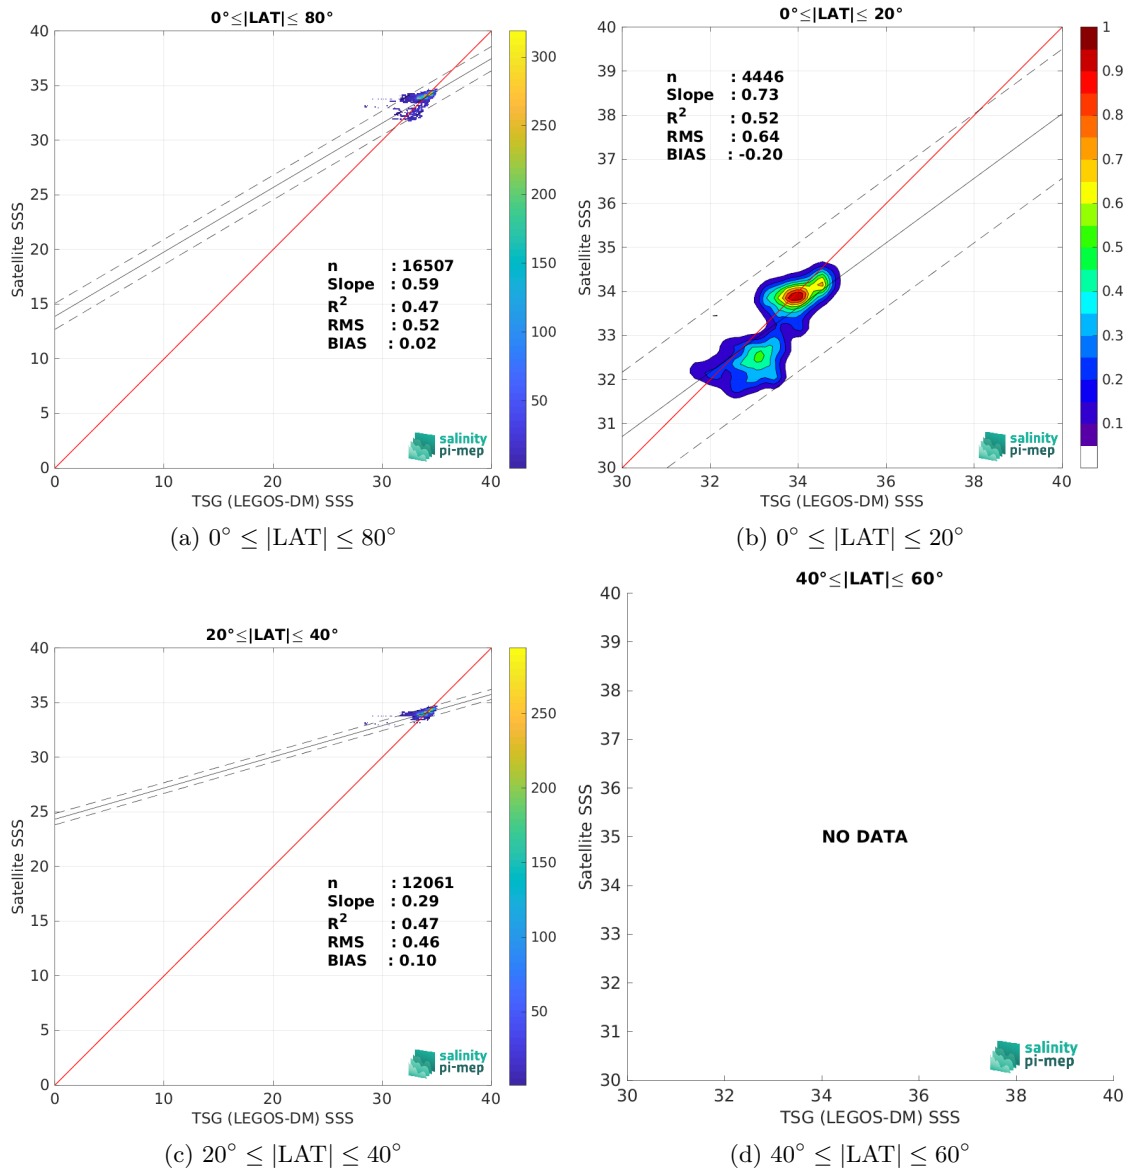 0°≤|LAT|≤ 80°
40
35
30
25
20
15
10
5
0
Satellite SSS
n : 16507
Slope : 0.59
R² : 0.47
RMS : 0.52
BIAS : 0.02
salinity
pi-mep
0 10 20 30 40
TSG (LEGOS-DM) SSS
300
250
200
150
100
50
(a) 0° ≤ |LAT| ≤ 80°
0°≤|LAT|≤ 20°
40
39
38
37
36
35
34
33
32
31
30
Satellite SSS
n : 4446
Slope : 0.73
R² : 0.52
RMS : 0.64
BIAS : -0.20
salinity
pi-mep
30 32 34 36 38 40
TSG (LEGOS-DM) SSS
1
0.9
0.8
0.7
0.6
0.5
0.4
0.3
0.2
0.1
(b) 0° ≤ |LAT| ≤ 20°
20°≤|LAT|≤ 40°
40
35
30
25
20
15
10
5
0
Satellite SSS
n : 12061
Slope : 0.29
R² : 0.47
RMS : 0.46
BIAS : 0.10
salinity
pi-mep
0 10 20 30 40
TSG (LEGOS-DM) SSS
250
200
150
100
50
(c) 20° ≤ |LAT| ≤ 40°
40°≤|LAT|≤ 60°
40
39
38
37
36
35
34
33
32
31
30
Satellite SSS
NO DATA
salinity
pi-mep
30 32 34 36 38 40
TSG (LEGOS-DM) SSS
(d) 40° ≤ |LAT| ≤ 60°